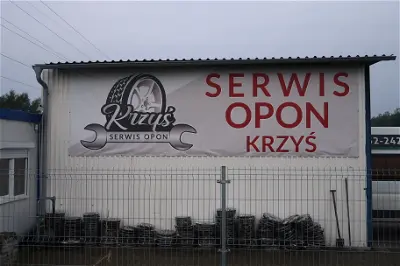 Krzyś
SERWIS OPON
SERWIS
OPON
KRZYŚ